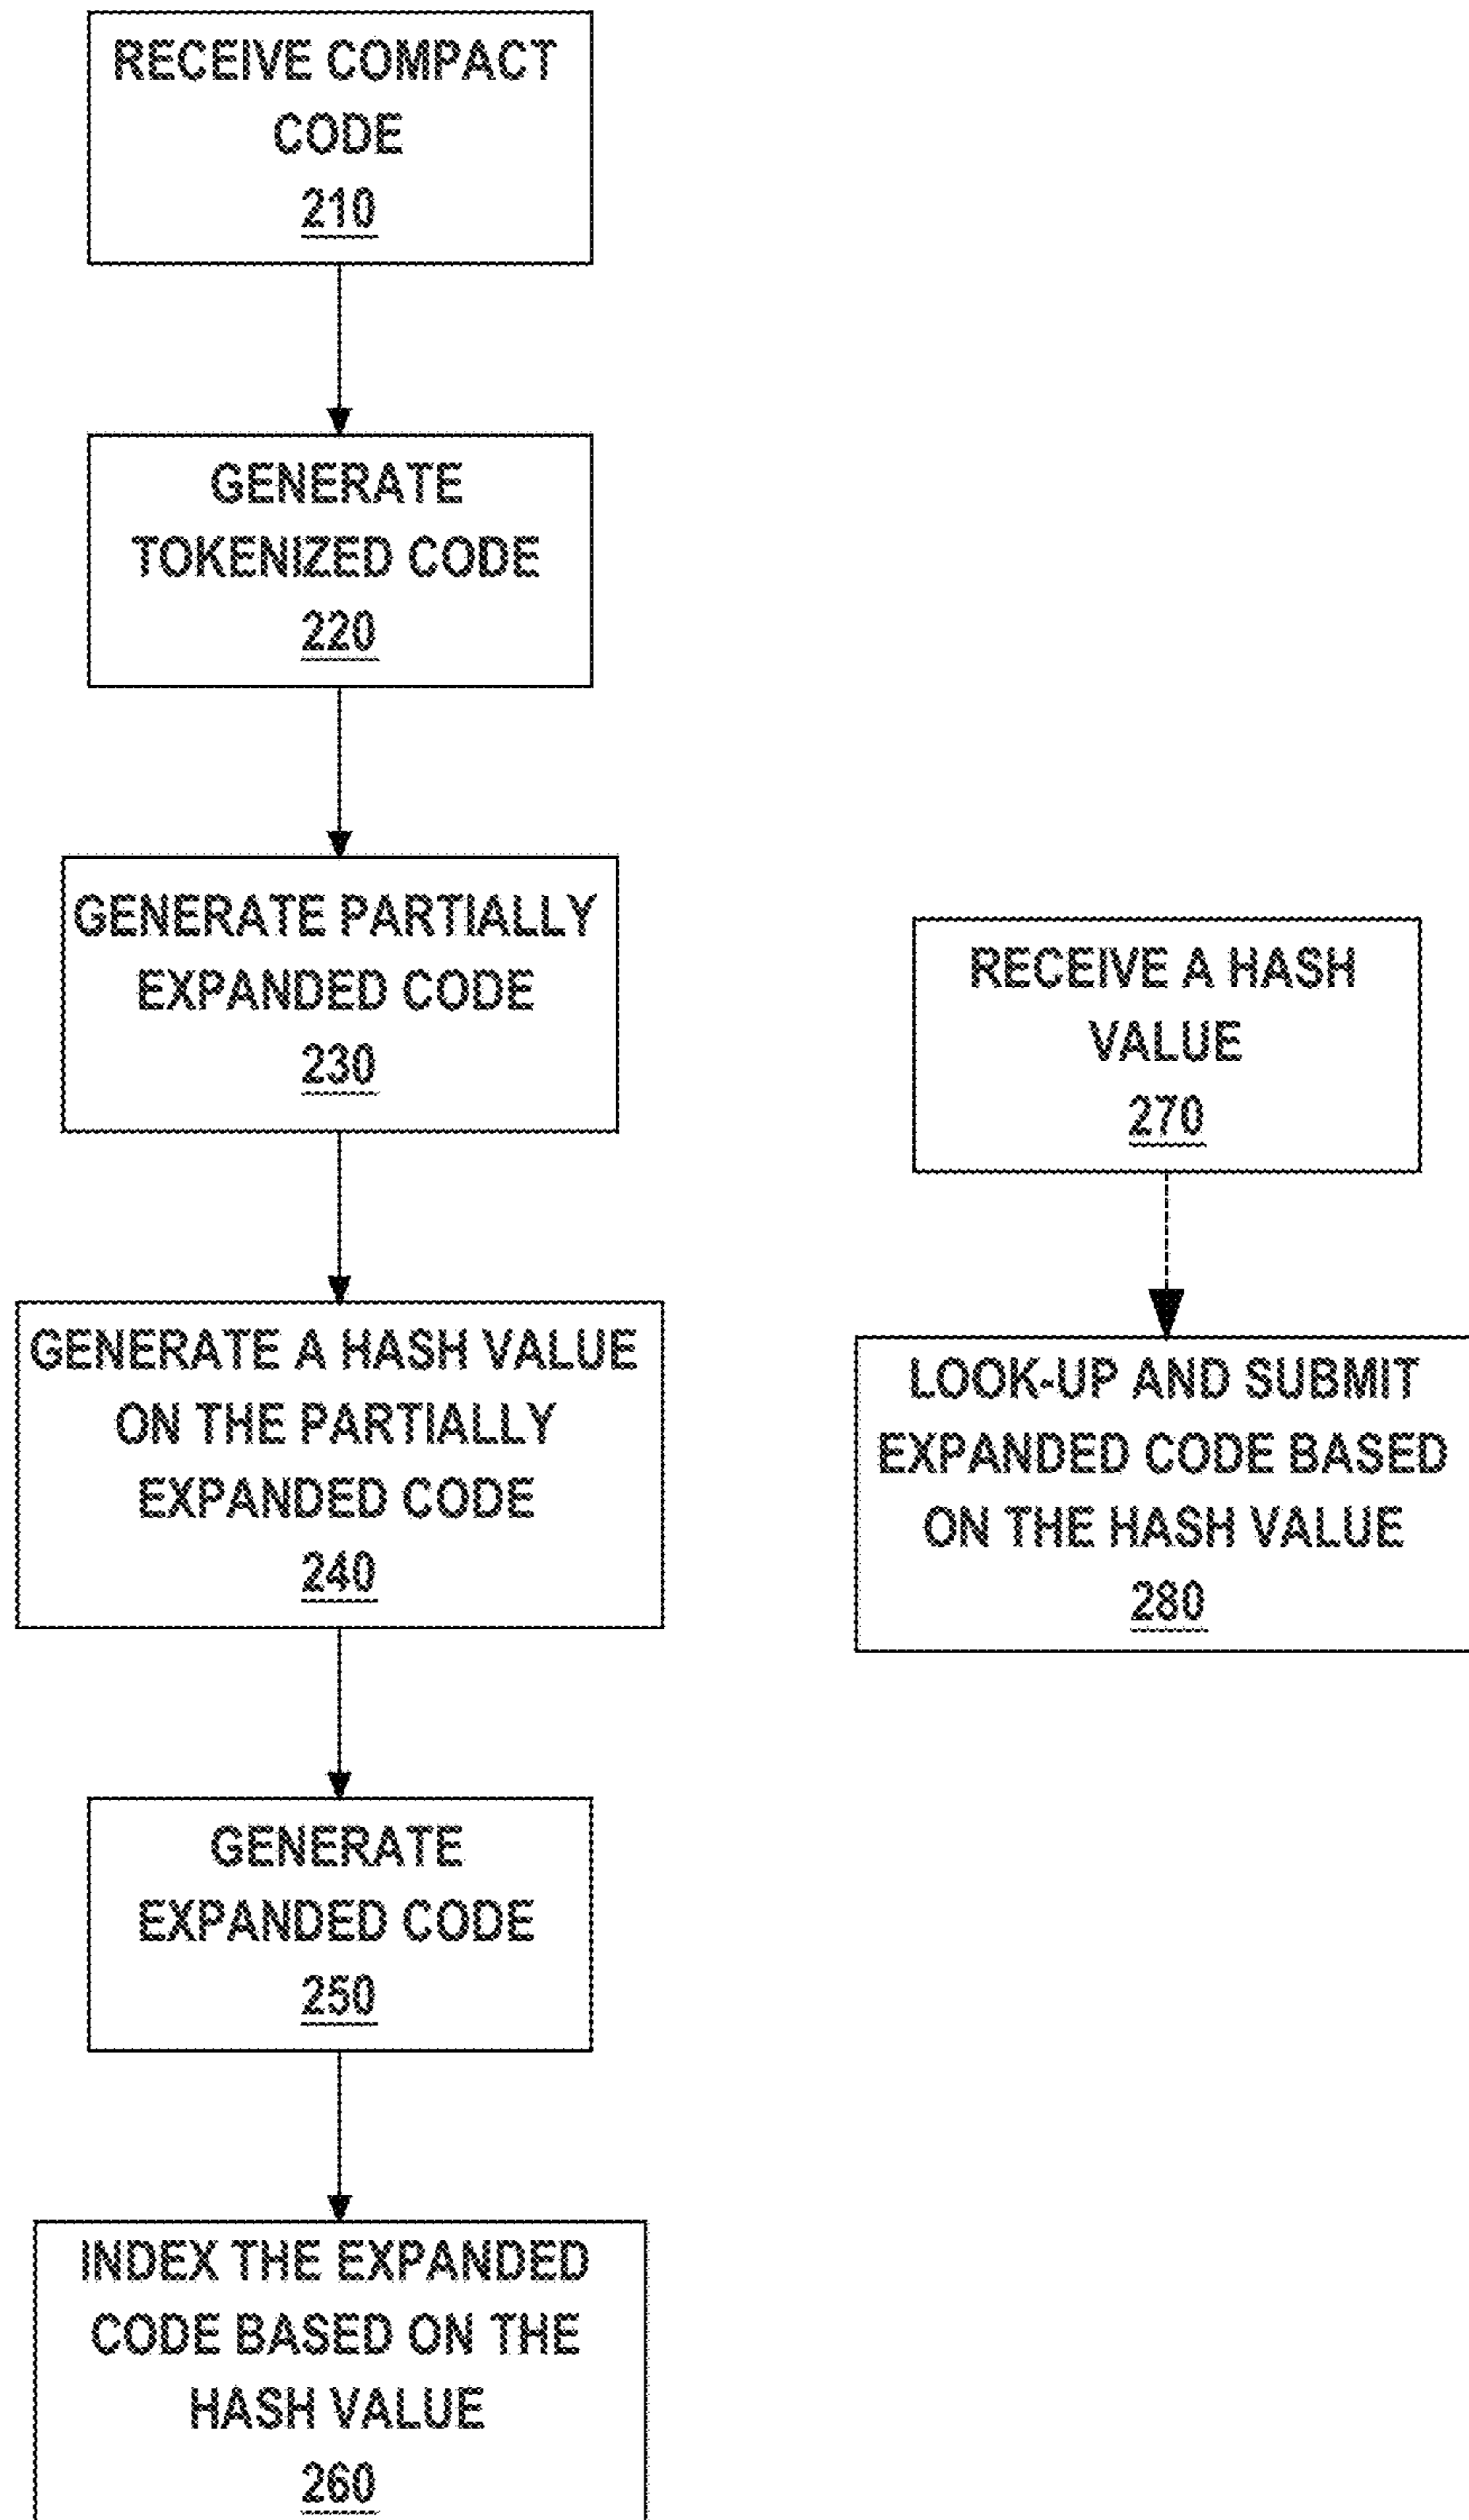 RECEIVE COMPACT
CODE
210
GENERATE
TOKENIZED CODE
220
GENERATE PARTIALLY
EXPANDED CODE
230
GENERATE A HASH VALUE
ON THE PARTIALLY
EXPANDED CODE
240
GENERATE
EXPANDED CODE
250
INDEX THE EXPANDED
CODE BASED ON THE
HASH VALUE
260
RECEIVE A HASH
VALUE
270
LOOK-UP AND SUBMIT
EXPANDED CODE BASED
ON THE HASH VALUE
280